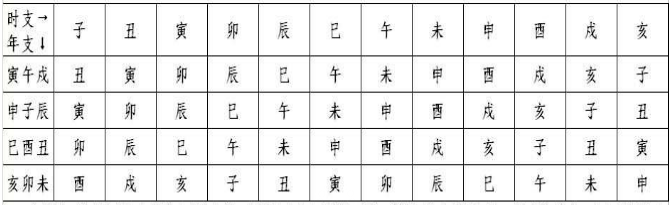 时支→ 子 丑 寅 卯 辰 巳 午 未 申 酉 戌 亥
年支↓
寅午戌 丑 寅 卯 辰 巳 午 未 申 酉 戌 亥 子
申子辰 寅 卯 辰 巳 午 未 申 酉 戌 亥 子 丑
巳酉丑 卯 辰 巳 午 未 申 酉 戌 亥 子 丑 寅
亥卯未 酉 戌 亥 子 丑 寅 卯 辰 巳 午 未 申